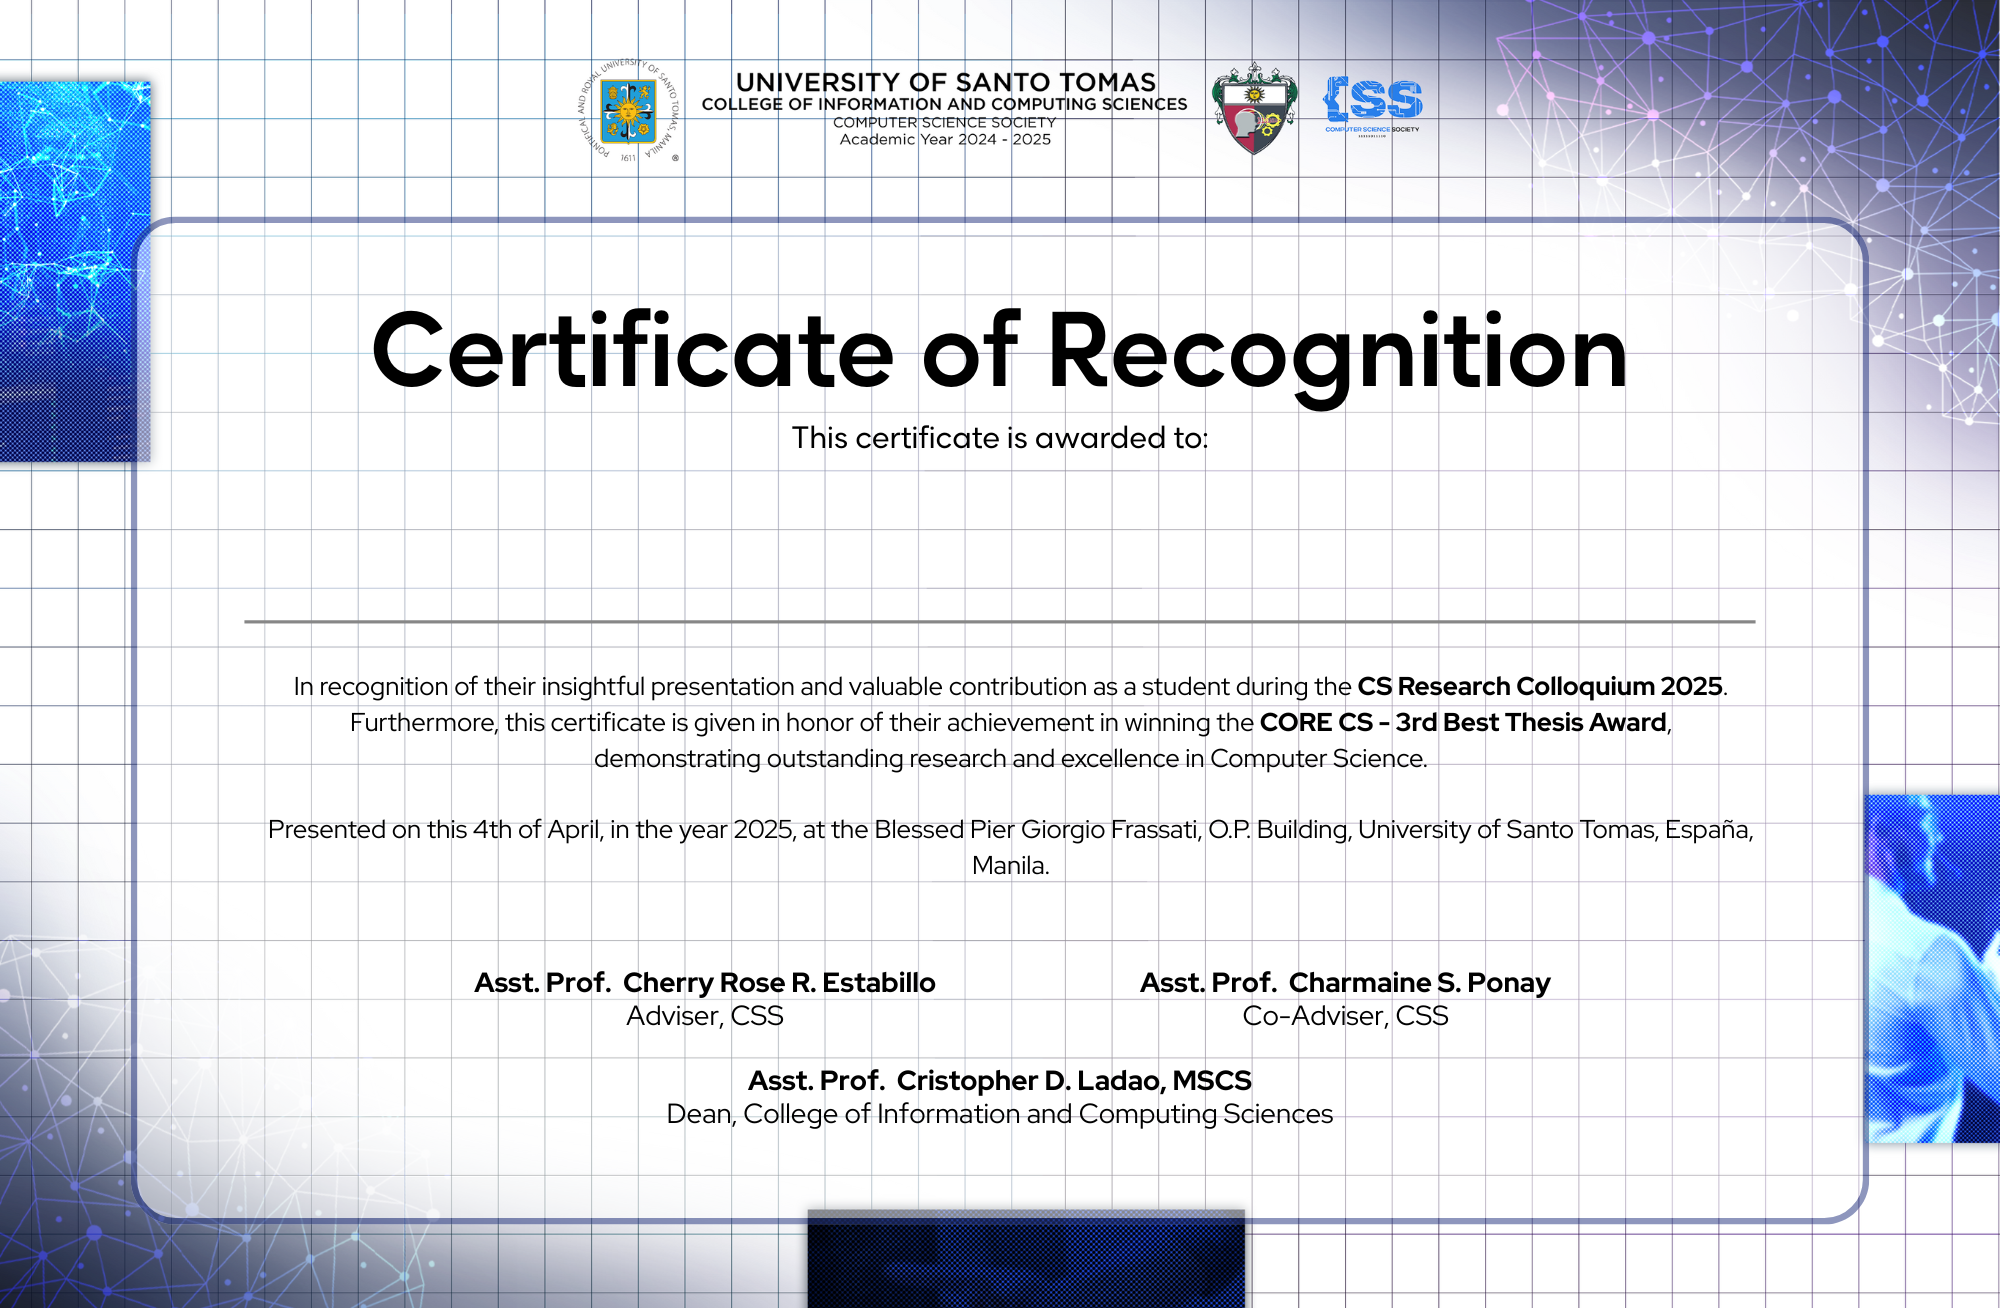 PONTIFICAL AND ROYAL UNIVERSITY OF SANTO TOMAS, MANILA
1611
®
UNIVERSITY OF SANTO TOMAS
COLLEGE OF INFORMATION AND COMPUTING SCIENCES
COMPUTER SCIENCE SOCIETY
Academic Year 2024 - 2025
CSS
COMPUTER SCIENCE SOCIETY
Certificate of Recognition
This certificate is awarded to:
In recognition of their insightful presentation and valuable contribution as a student during the CS Research Colloquium 2025.
Furthermore, this certificate is given in honor of their achievement in winning the CORE CS - 3rd Best Thesis Award,
demonstrating outstanding research and excellence in Computer Science.
Presented on this 4th of April, in the year 2025, at the Blessed Pier Giorgio Frassati, O.P. Building, University of Santo Tomas, España,
Manila.
Asst. Prof. Cherry Rose R. Estabillo
Adviser, CSS
Asst. Prof. Charmaine S. Ponay
Co-Adviser, CSS
Asst. Prof. Cristopher D. Ladao, MSCS
Dean, College of Information and Computing Sciences